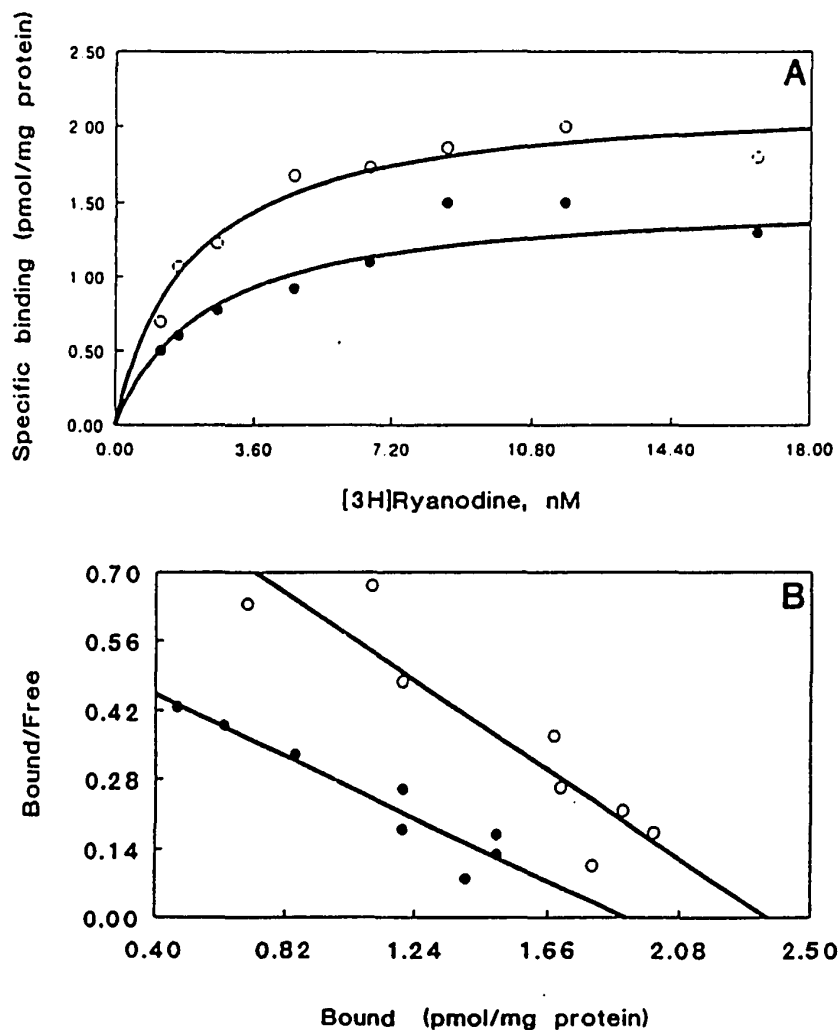 A
Specific binding (pmol/mg protein)
2.50
2.00
1.50
1.00
0.50
0.00
0.00 3.60 7.20 10.80 14.40 18.00
[3H]Ryanodine, nM
B
Bound/Free
0.70
0.56
0.42
0.28
0.14
0.00
0.40 0.82 1.24 1.66 2.08 2.50
Bound (pmol/mg protein)